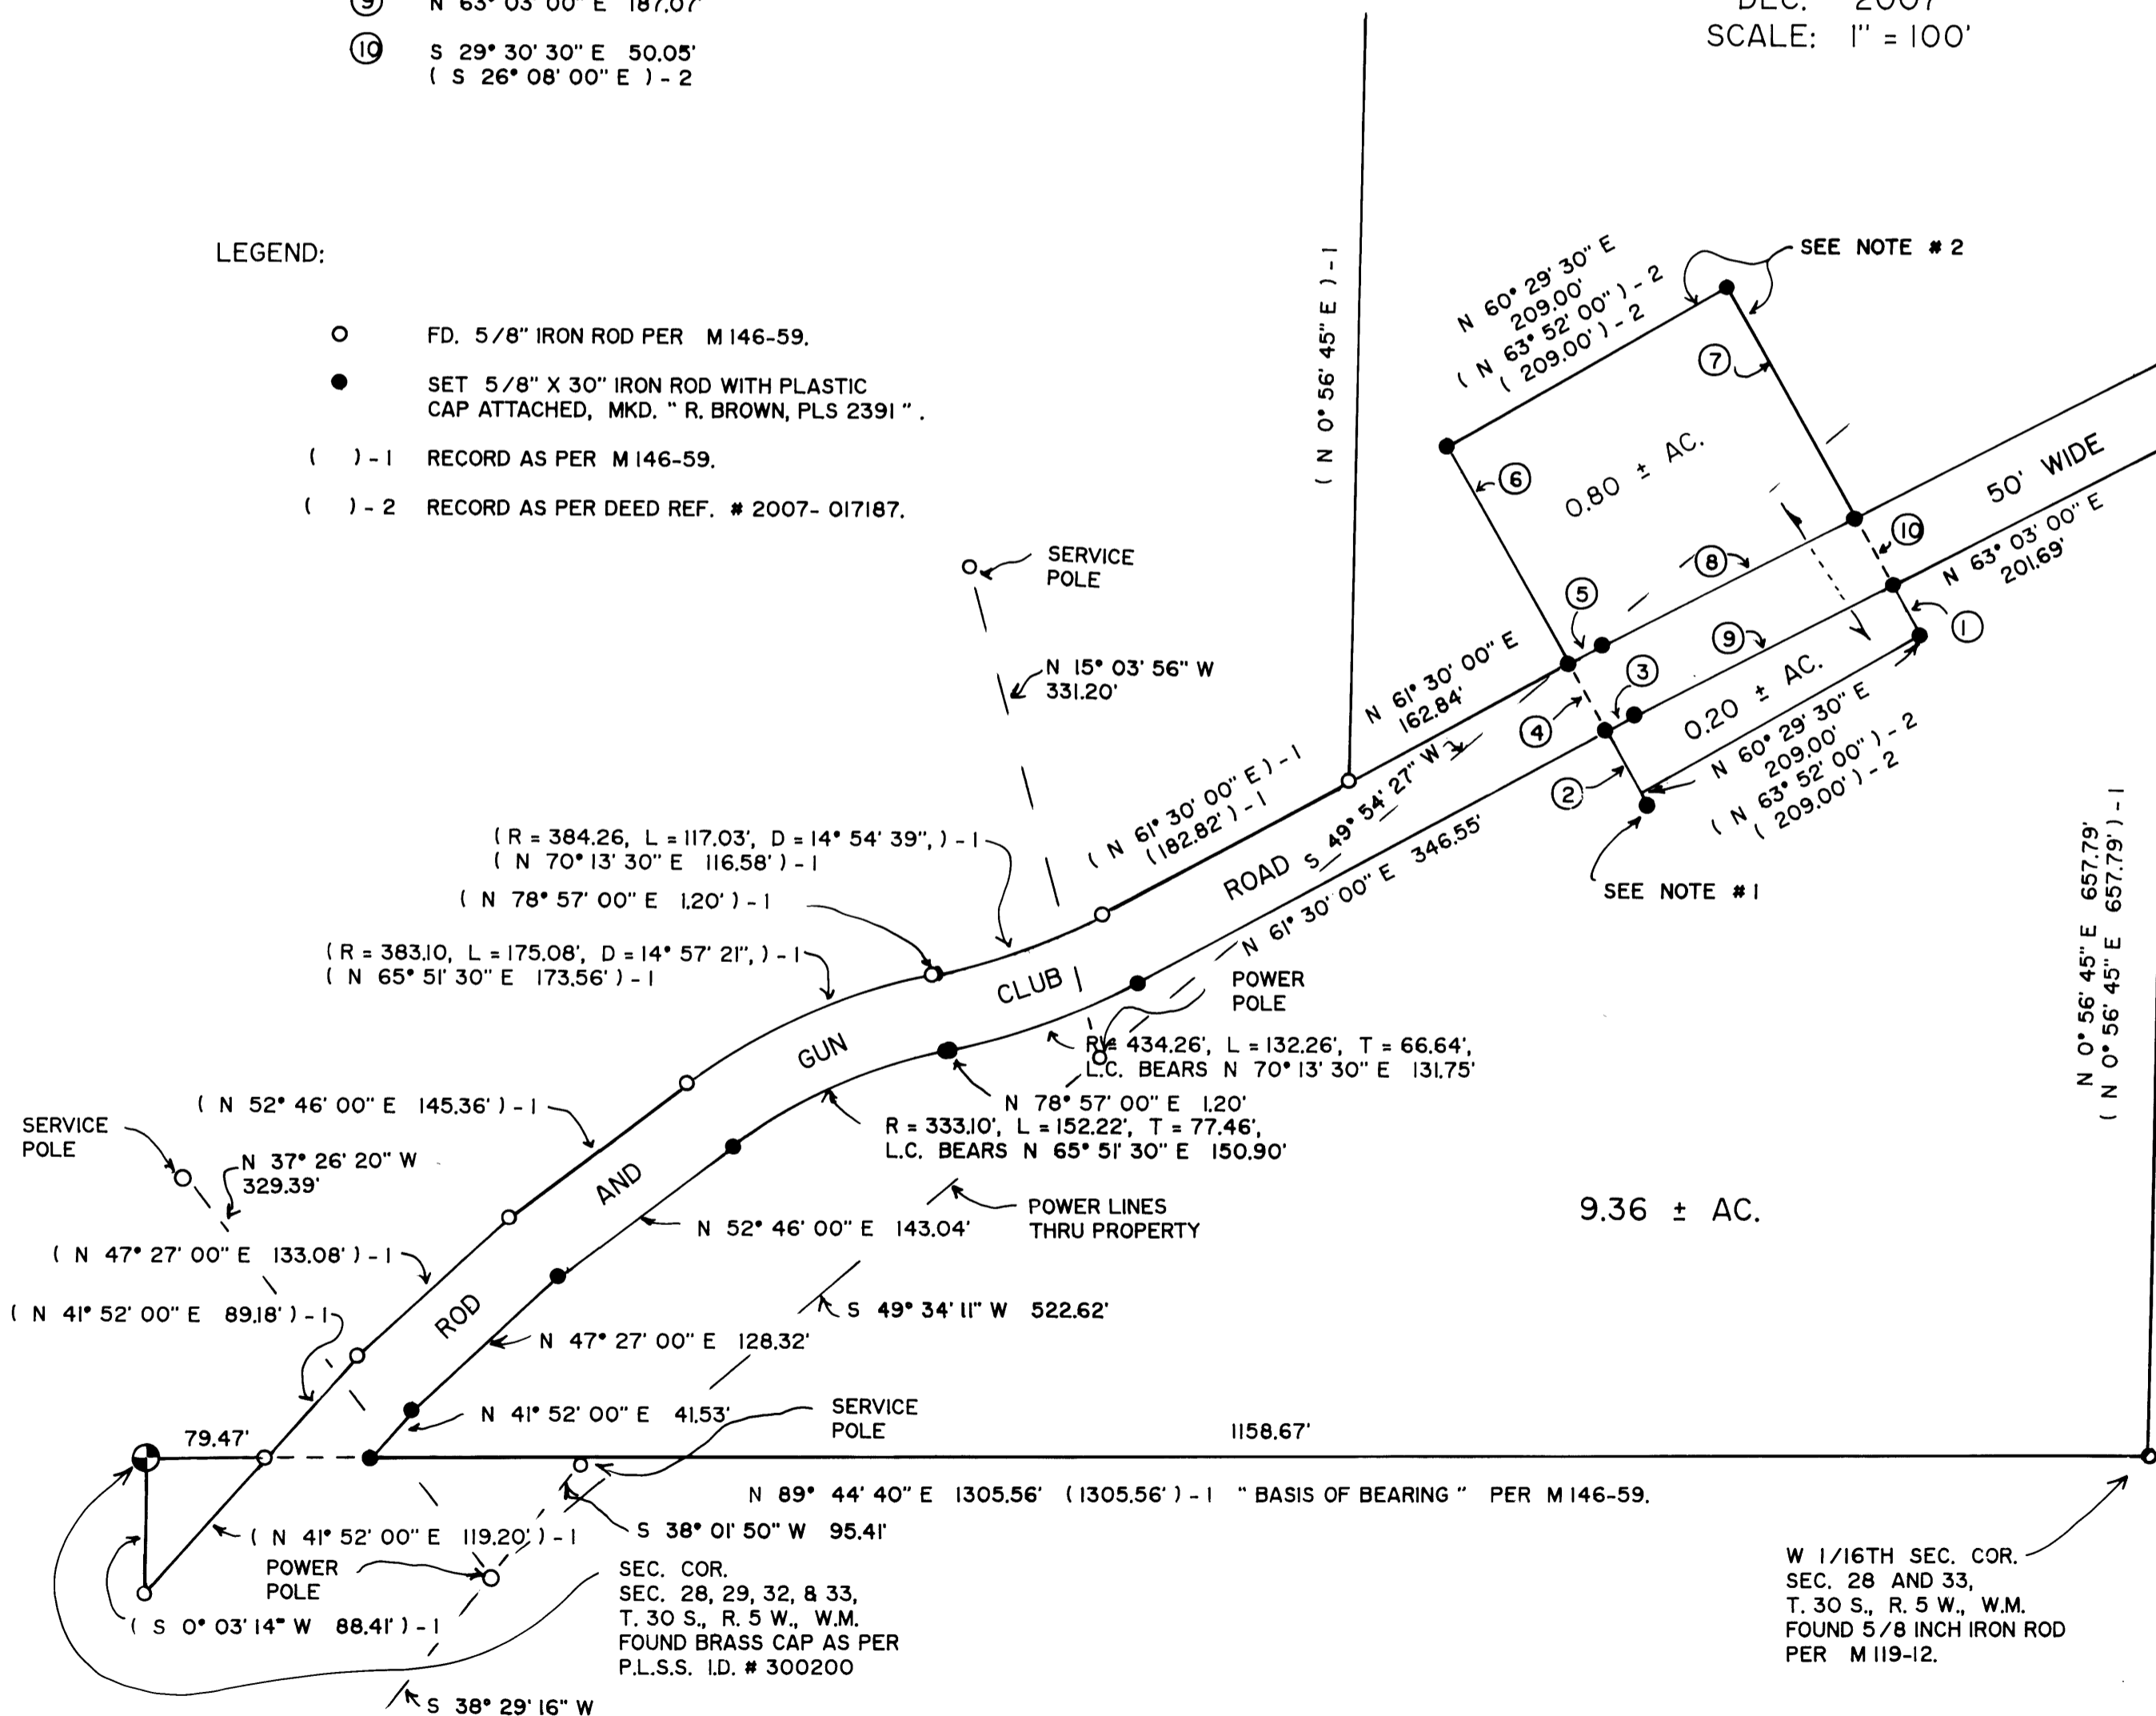 ⑨ N 63° 03' 00" E 187.07'
⑩ S 29° 30' 30" E 50.05'
( S 26° 08' 00" E ) - 2
DEC. 2007
SCALE: 1" = 100'
LEGEND:
FD. 5/8" IRON ROD PER M 146-59.
SET 5/8" X 30" IRON ROD WITH PLASTIC
CAP ATTACHED, MKD. " R. BROWN, PLS 2391 " .
( ) - 1 RECORD AS PER M 146-59.
( ) - 2 RECORD AS PER DEED REF. # 2007- 017187.
( N 0° 56' 45" E ) - 1
SEE NOTE # 2
N 60° 29' 30" E
209.00'
( N 63° 52' 00" ) - 2
( 209.00' ) - 2
⑦
⑥
0.80 ± AC.
50' WIDE
⑩
N 63° 03' 00" E
201.69'
⑧
⑤
⑨
①
③
0.20 ± AC.
④
②
N 60° 29' 30" E
209.00'
( N 63° 52' 00" ) - 2
( 209.00' ) - 2
SEE NOTE # 1
SERVICE
POLE
N 15° 03' 56" W
331.20'
N 61° 30' 00" E
162.84'
( N 61° 30' 00" E ) - 1
(182.82' ) - 1
S 49° 54' 27" W
ROAD
N 61° 30' 00" E 346.55'
( R = 384.26, L = 117.03', D = 14° 54' 39", ) - 1
( N 70° 13' 30" E 116.58' ) - 1
( N 78° 57' 00" E 1.20' ) - 1
( R = 383.10, L = 175.08', D = 14° 57' 21", ) - 1
( N 65° 51' 30" E 173.56' ) - 1
CLUB
POWER
POLE
GUN
R = 434.26', L = 132.26', T = 66.64',
L.C. BEARS N 70° 13' 30" E 131.75'
N 78° 57' 00" E 1.20'
R = 333.10', L = 152.22', T = 77.46',
L.C. BEARS N 65° 51' 30" E 150.90'
N 0° 56' 45" E 657.79'
( N 0° 56' 45" E 657.79' ) - 1
( N 52° 46' 00" E 145.36' ) - 1
SERVICE
POLE
N 37° 26' 20" W
329.39'
AND
POWER LINES
THRU PROPERTY
9.36 ± AC.
N 52° 46' 00" E 143.04'
( N 47° 27' 00" E 133.08' ) - 1
( N 41° 52' 00" E 89.18' ) - 1
ROD
S 49° 34' 11" W 522.62'
N 47° 27' 00" E 128.32'
N 41° 52' 00" E 41.53'
SERVICE
POLE
79.47'
1158.67'
N 89° 44' 40" E 1305.56' (1305.56' ) - 1 " BASIS OF BEARING " PER M 146-59.
S 38° 01' 50" W 95.41'
( N 41° 52' 00" E 119.20' ) - 1
POWER
POLE
( S 0° 03' 14" W 88.41' ) - 1
SEC. COR.
SEC. 28, 29, 32, & 33,
T. 30 S., R. 5 W., W.M.
FOUND BRASS CAP AS PER
P.L.S.S. I.D. # 300200
S 38° 29' 16" W
W 1/16TH SEC. COR.
SEC. 28 AND 33,
T. 30 S., R. 5 W., W.M.
FOUND 5/8 INCH IRON ROD
PER M 119-12.